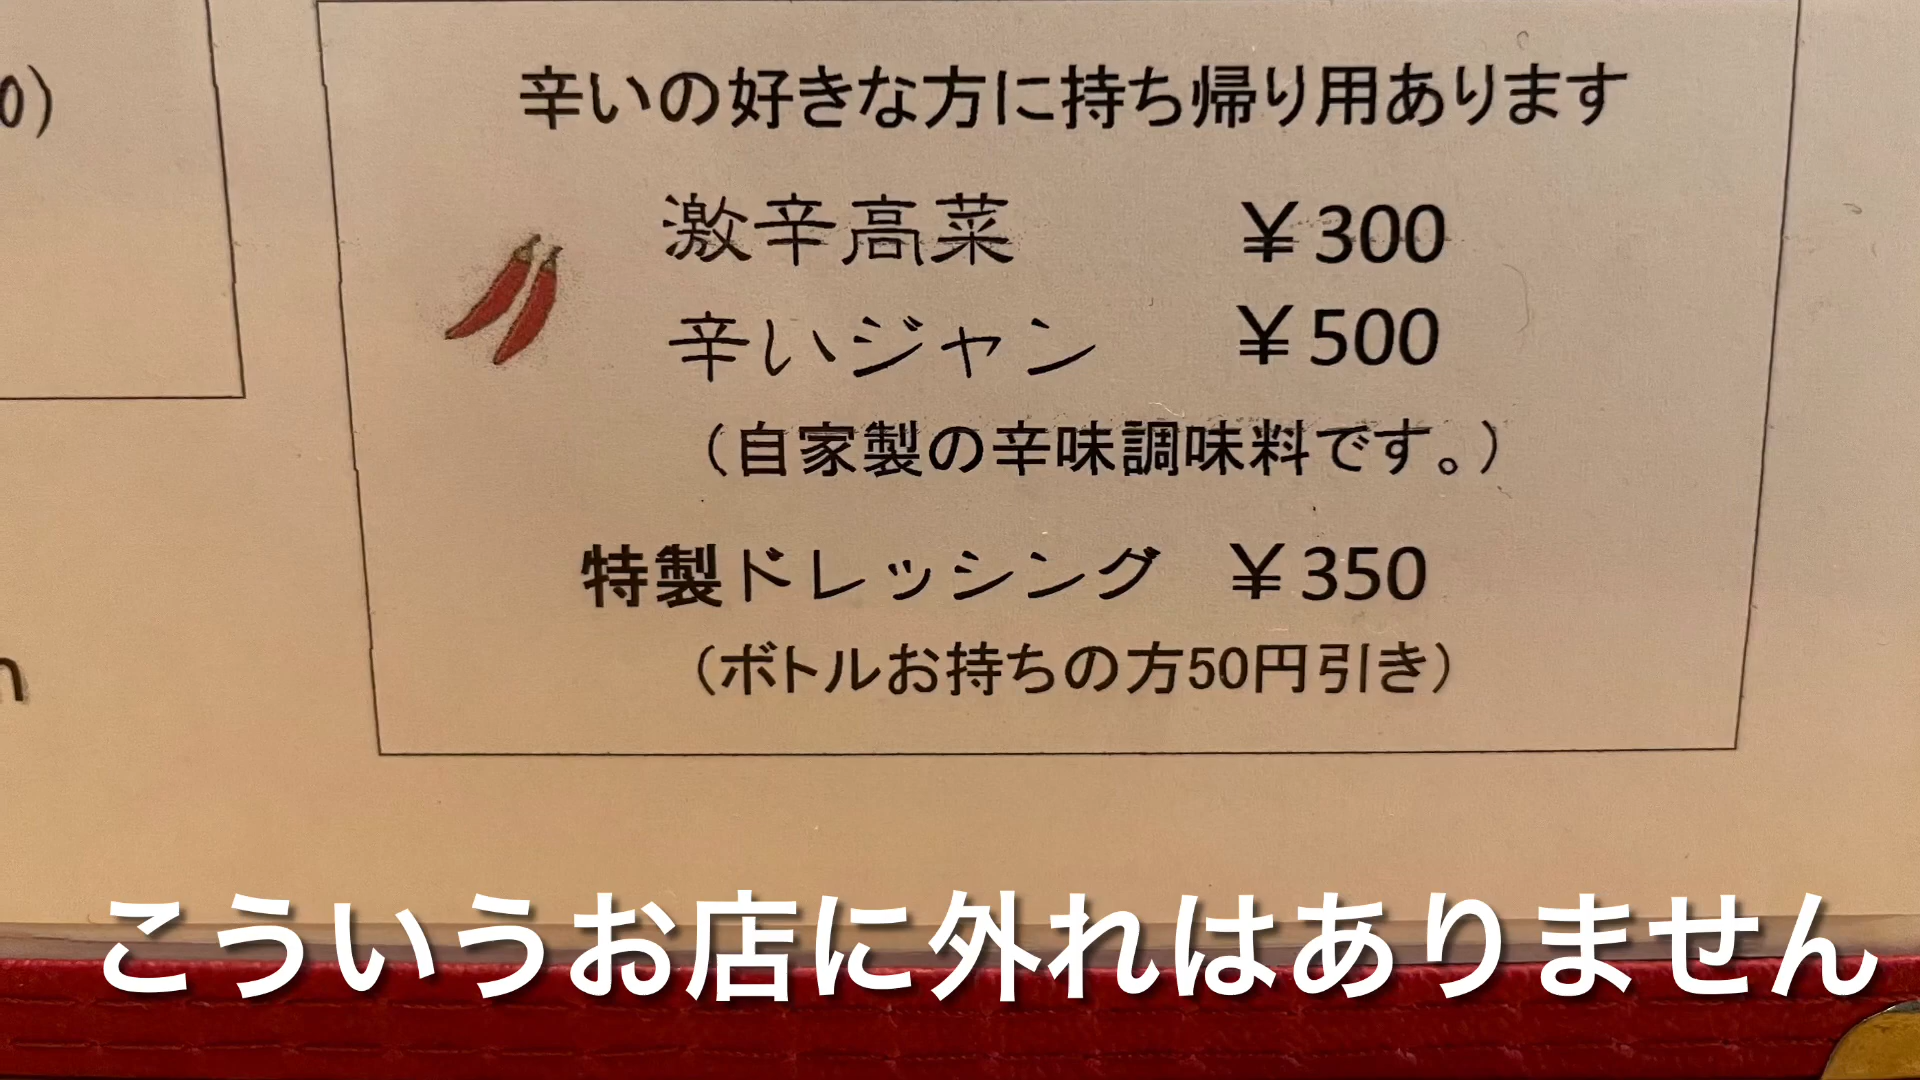 0)
n
辛いの好きな方に持ち帰り用あります
激辛高菜 ￥300
辛いジャン ￥500
（自家製の辛味調味料です。）
特製ドレッシング ￥350
（ボトルお持ちの方50円引き）
こういうお店に外れはありません